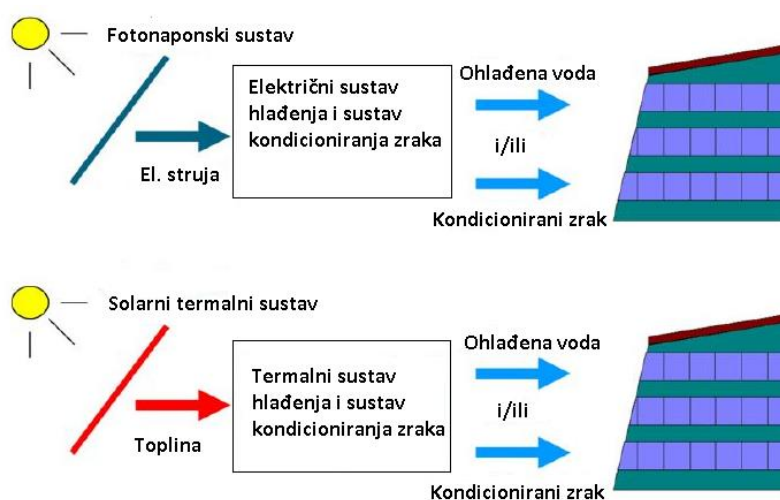 Fotonaponski sustav
Električni sustav
hlađenja i sustav
kondicioniranja zraka
El. struja
Ohlađena voda
i/ili
Kondicionirani zrak
Solarni termalni sustav
Termalni sustav
hlađenja i sustav
kondicioniranja zraka
Toplina
Ohlađena voda
i/ili
Kondicionirani zrak